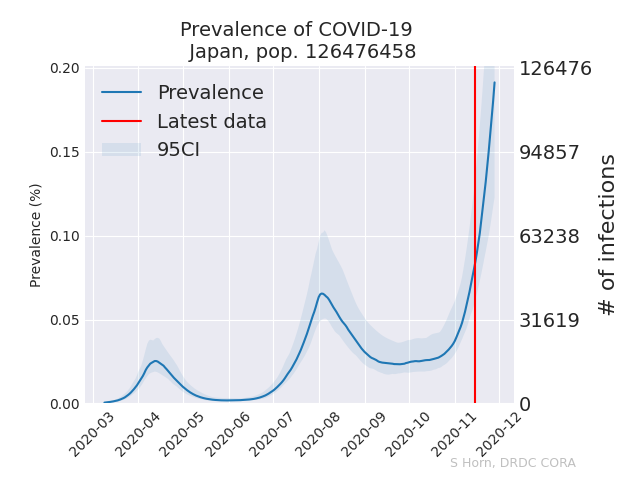 Prevalence of COVID-19
Japan, pop. 126476458
Prevalence
Latest data
95CI
Prevalence (%)
0.20
0.15
0.10
0.05
0.00
126476
94857
63238
31619
0
# of infections
2020-03
2020-04
2020-05
2020-06
2020-07
2020-08
2020-09
2020-10
2020-11
2020-12
S Horn, DRDC CORA